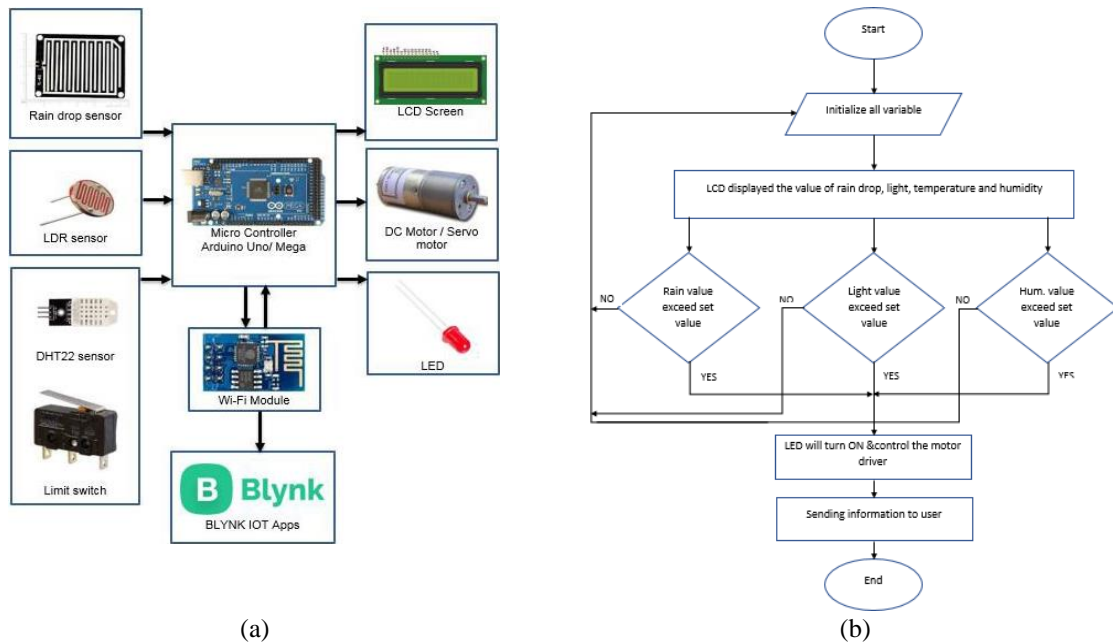 Rain drop sensor
LDR sensor
DHT22 sensor
Limit switch
Micro Controller
Arduino Uno/ Mega
Wi-Fi Module
B Blynk
BLYNK IOT Apps
LCD Screen
DC Motor / Servo
motor
LED
(a)
Start
Initialize all variable
LCD displayed the value of rain drop, light, temperature and humidity
NO
Rain value
exceed set
value
YES
NO
Light value
exceed set
value
YES
NO
Hum. value
exceed set
value
YES
LED will turn ON &control the motor
driver
Sending information to user
End
(b)